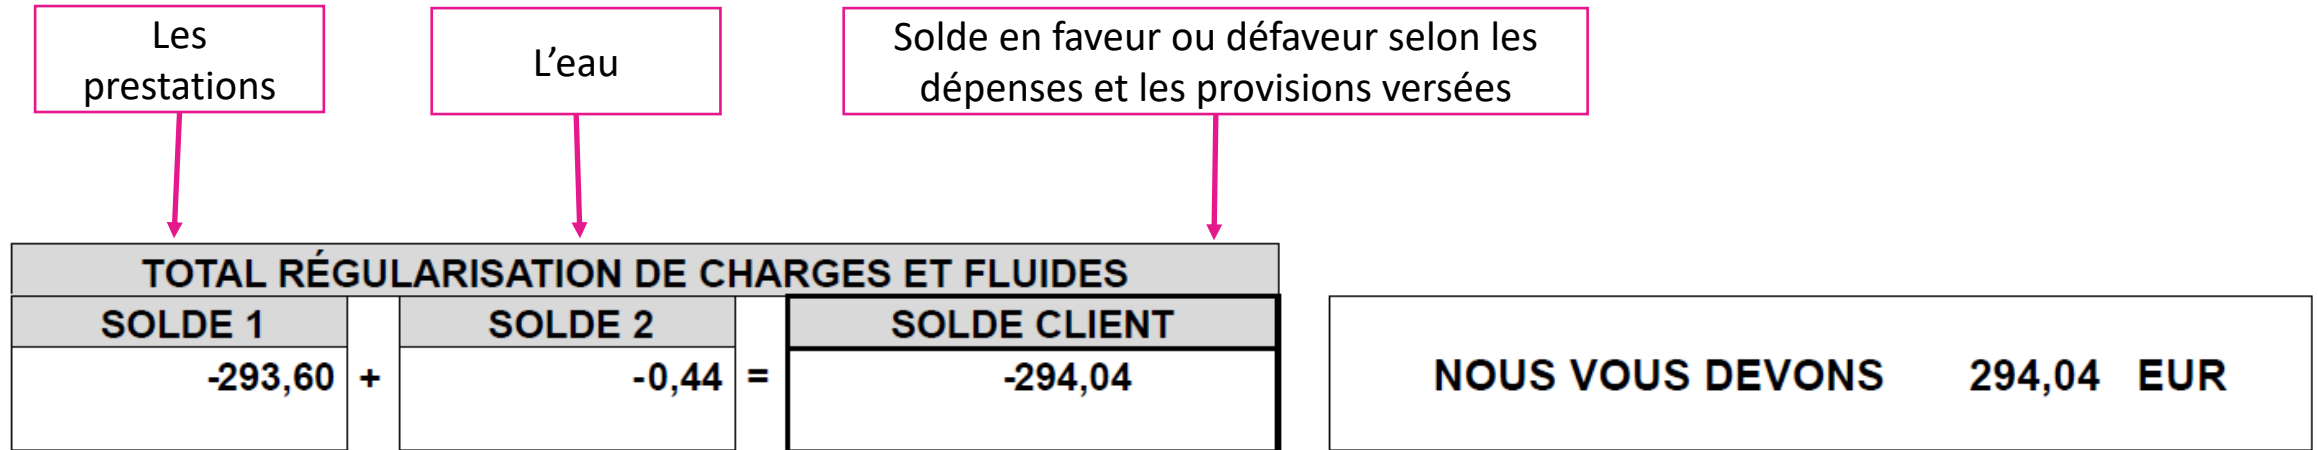 Les
prestations
L’eau
Solde en faveur ou défaveur selon les
dépenses et les provisions versées
TOTAL RÉGULARISATION DE CHARGES ET FLUIDES
SOLDE 1
SOLDE 2
SOLDE CLIENT
-293,60 + -0,44 = -294,04
NOUS VOUS DEVONS 294,04 EUR